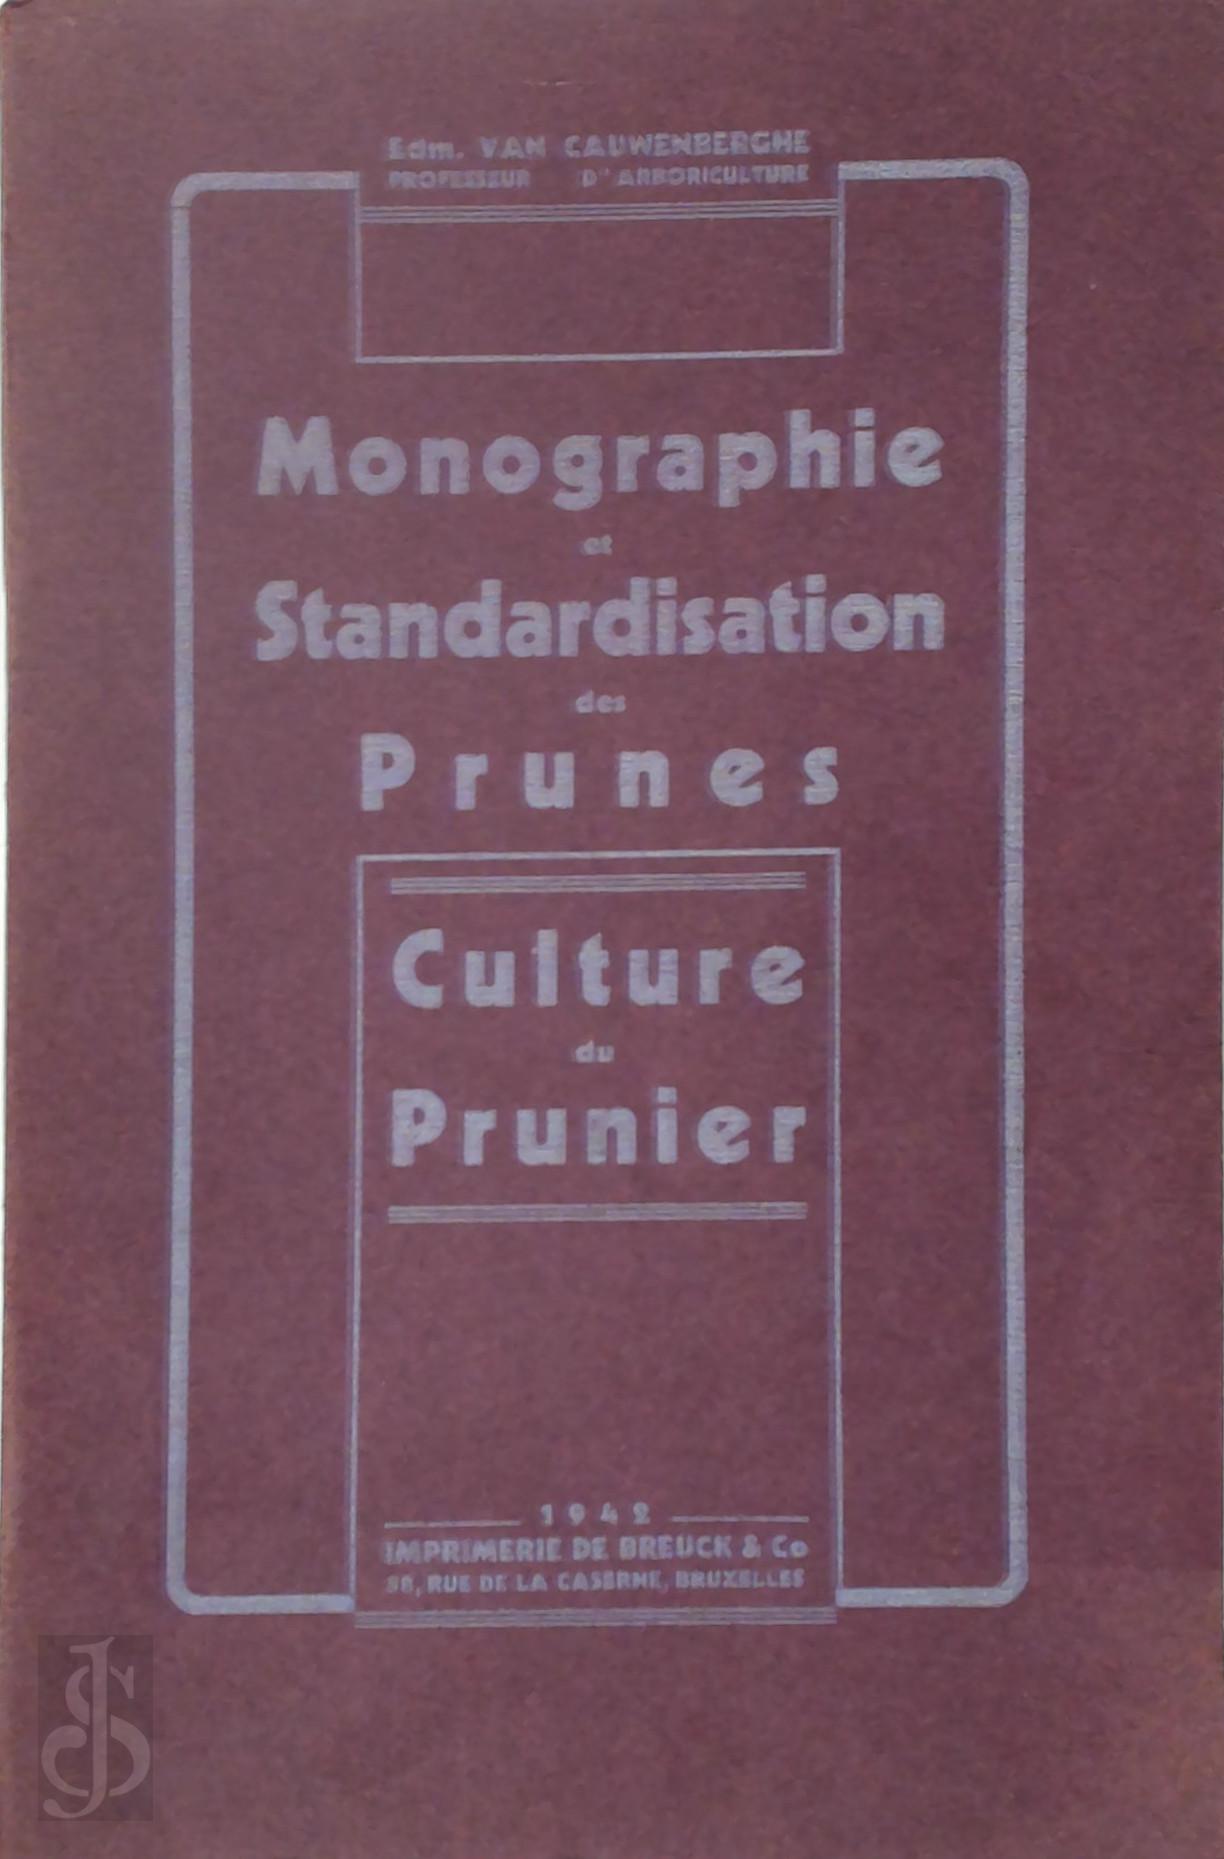 Edm. VAN CAUWENBERGHE
PROFESSEUR D'ARBORICULTURE
Monographie
et
Standardisation
des
Prunes
Culture
du
Prunier
1942
IMPRIMERIE DE BREUCK & Co
RUE DE LA CASERNE, BRUXELLES